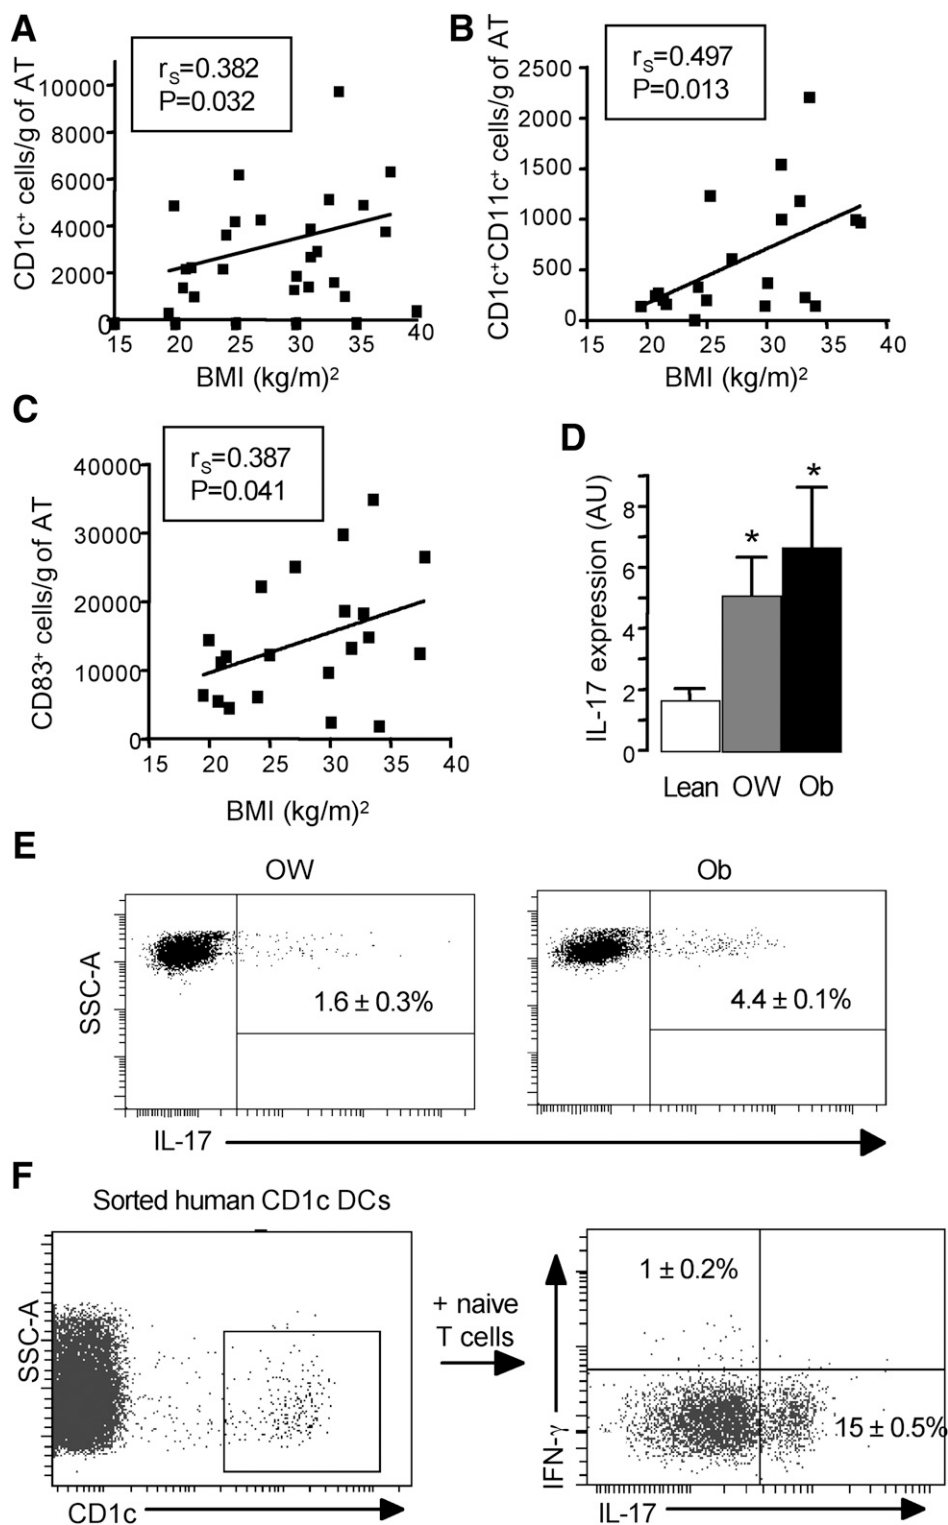 A
CD1c⁺ cells/g of AT
rS=0.382
P=0.032
10000
8000
6000
4000
2000
0
15 20 25 30 35 40
BMI (kg/m)²
B
CD1c⁺CD11c⁺ cells/g of AT
rS=0.497
P=0.013
2500
2000
1500
1000
500
0
15 20 25 30 35 40
BMI (kg/m)²
C
CD83⁺ cells/g of AT
rS=0.387
P=0.041
40000
30000
20000
10000
0
15 20 25 30 35 40
BMI (kg/m)²
D
IL-17 expression (AU)
8
6
4
2
0
* *
Lean OW Ob
E
OW
Ob
SSC-A
1.6 ± 0.3%
4.4 ± 0.1%
IL-17
F
Sorted human CD1c DCs
SSC-A
CD1c
+ naive
T cells
IFN-γ
1 ± 0.2%
15 ± 0.5%
IL-17